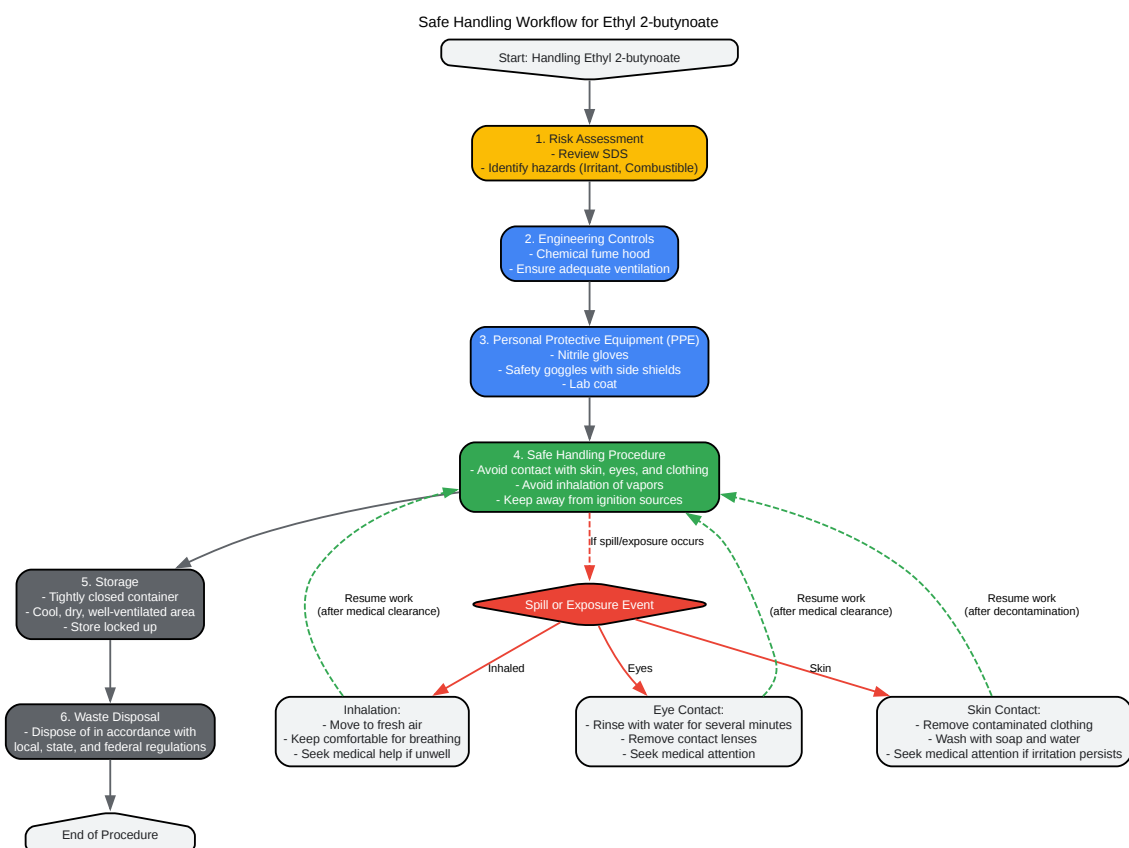 Safe Handling Workflow for Ethyl 2-butynoate
Start: Handling Ethyl 2-butynoate
1. Risk Assessment
- Review SDS
- Identify hazards (Irritant, Combustible)
2. Engineering Controls
- Chemical fume hood
- Ensure adequate ventilation
3. Personal Protective Equipment (PPE)
- Nitrile gloves
- Safety goggles with side shields
- Lab coat
4. Safe Handling Procedure
- Avoid contact with skin, eyes, and clothing
- Avoid inhalation of vapors
- Keep away from ignition sources
If spill/exposure occurs
5. Storage
- Tightly closed container
- Cool, dry, well-ventilated area
- Store locked up
Resume work
(after medical clearance)
Spill or Exposure Event
Resume work
(after medical clearance)
Resume work
(after decontamination)
Inhaled
Eyes
Skin
6. Waste Disposal
- Dispose of in accordance with
local, state, and federal regulations
Inhalation:
- Move to fresh air
- Keep comfortable for breathing
- Seek medical help if unwell
Eye Contact:
- Rinse with water for several minutes
- Remove contact lenses
- Seek medical attention
Skin Contact:
- Remove contaminated clothing
- Wash with soap and water
- Seek medical attention if irritation persists
End of Procedure